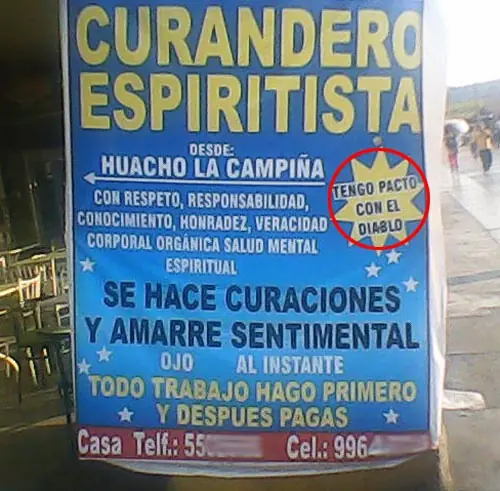 CURANDERO
ESPIRITISTA
DESDE:
HUACHO LA CAMPIÑA
CON RESPETO, RESPONSABILIDAD,
CONOCIMIENTO, HONRADEZ, VERACIDAD
CORPORAL ORGÁNICA SALUD MENTAL
ESPIRITUAL
TENGO PACTO
CON EL
DIABLO
SE HACE CURACIONES
Y AMARRE SENTIMENTAL
OJO AL INSTANTE
TODO TRABAJO HAGO PRIMERO
Y DESPUES PAGAS
Casa Telf.: 55 Cel.: 996